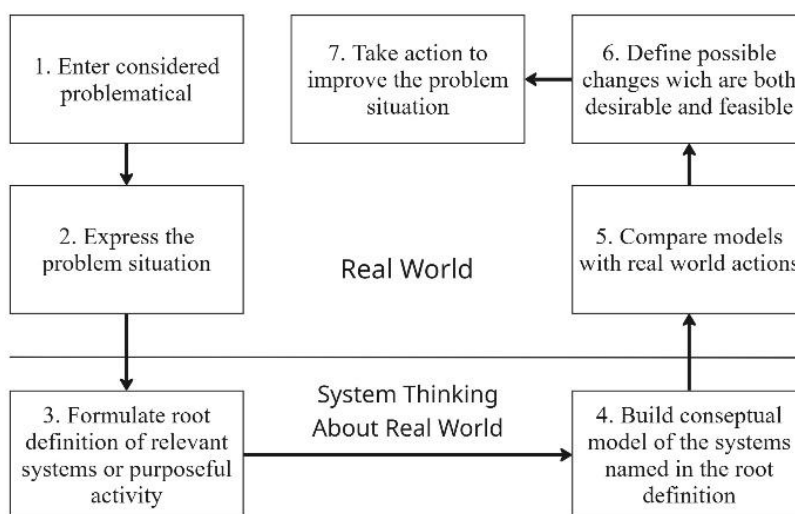 1. Enter considered
problematical
2. Express the
problem situation
3. Formulate root
definition of relevant
systems or purposeful
activity
System Thinking
About Real World
4. Build conseptual
model of the systems
named in the root
definition
5. Compare models
with real world actions
6. Define possible
changes wich are both
desirable and feasible
7. Take action to
improve the problem
situation
Real World